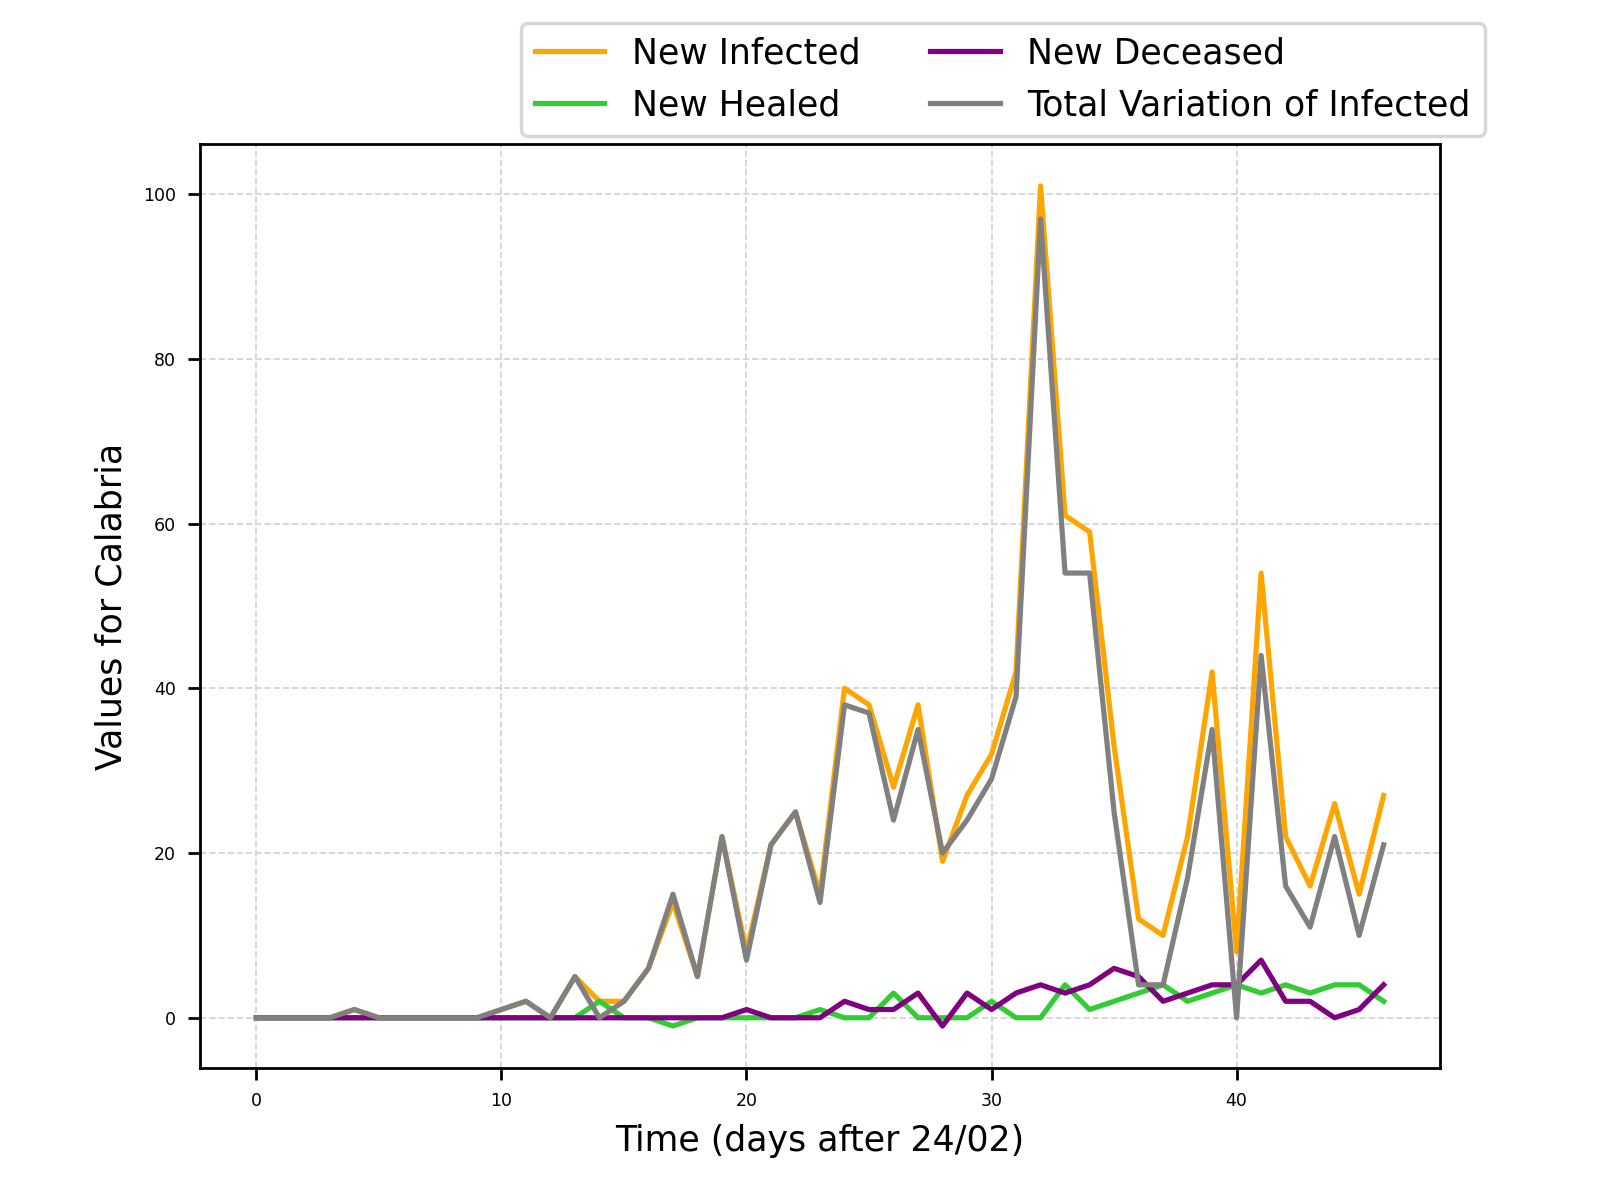 New Infected
New Healed
New Deceased
Total Variation of Infected
100
80
60
40
20
0
Values for Calabria
0 10 20 30 40
Time (days after 24/02)